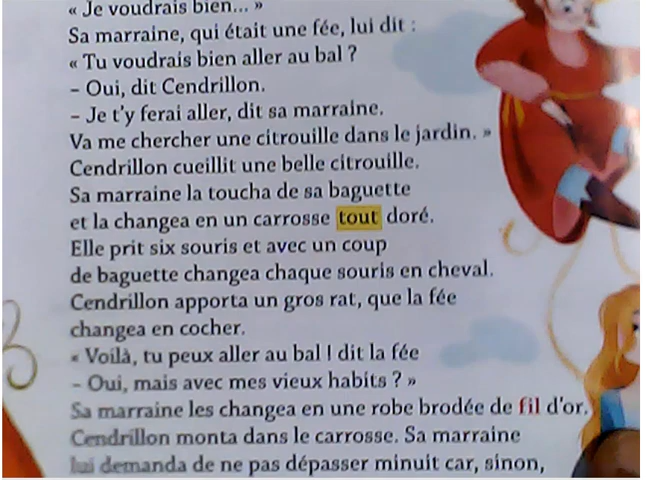 « Je voudrais bien... »
Sa marraine, qui était une fée, lui dit :
« Tu voudrais bien aller au bal ?
– Oui, dit Cendrillon.
– Je t'y ferai aller, dit sa marraine.
Va me chercher une citrouille dans le jardin. »
Cendrillon cueillit une belle citrouille.
Sa marraine la toucha de sa baguette
et la changea en un carrosse tout doré.
Elle prit six souris et avec un coup
de baguette changea chaque souris en cheval.
Cendrillon apporta un gros rat, que la fée
changea en cocher.
« Voilà, tu peux aller au bal ! dit la fée
– Oui, mais avec mes vieux habits ? »
Sa marraine les changea en une robe brodée de fil d'or.
Cendrillon monta dans le carrosse. Sa marraine
lui demanda de ne pas dépasser minuit car, sinon,